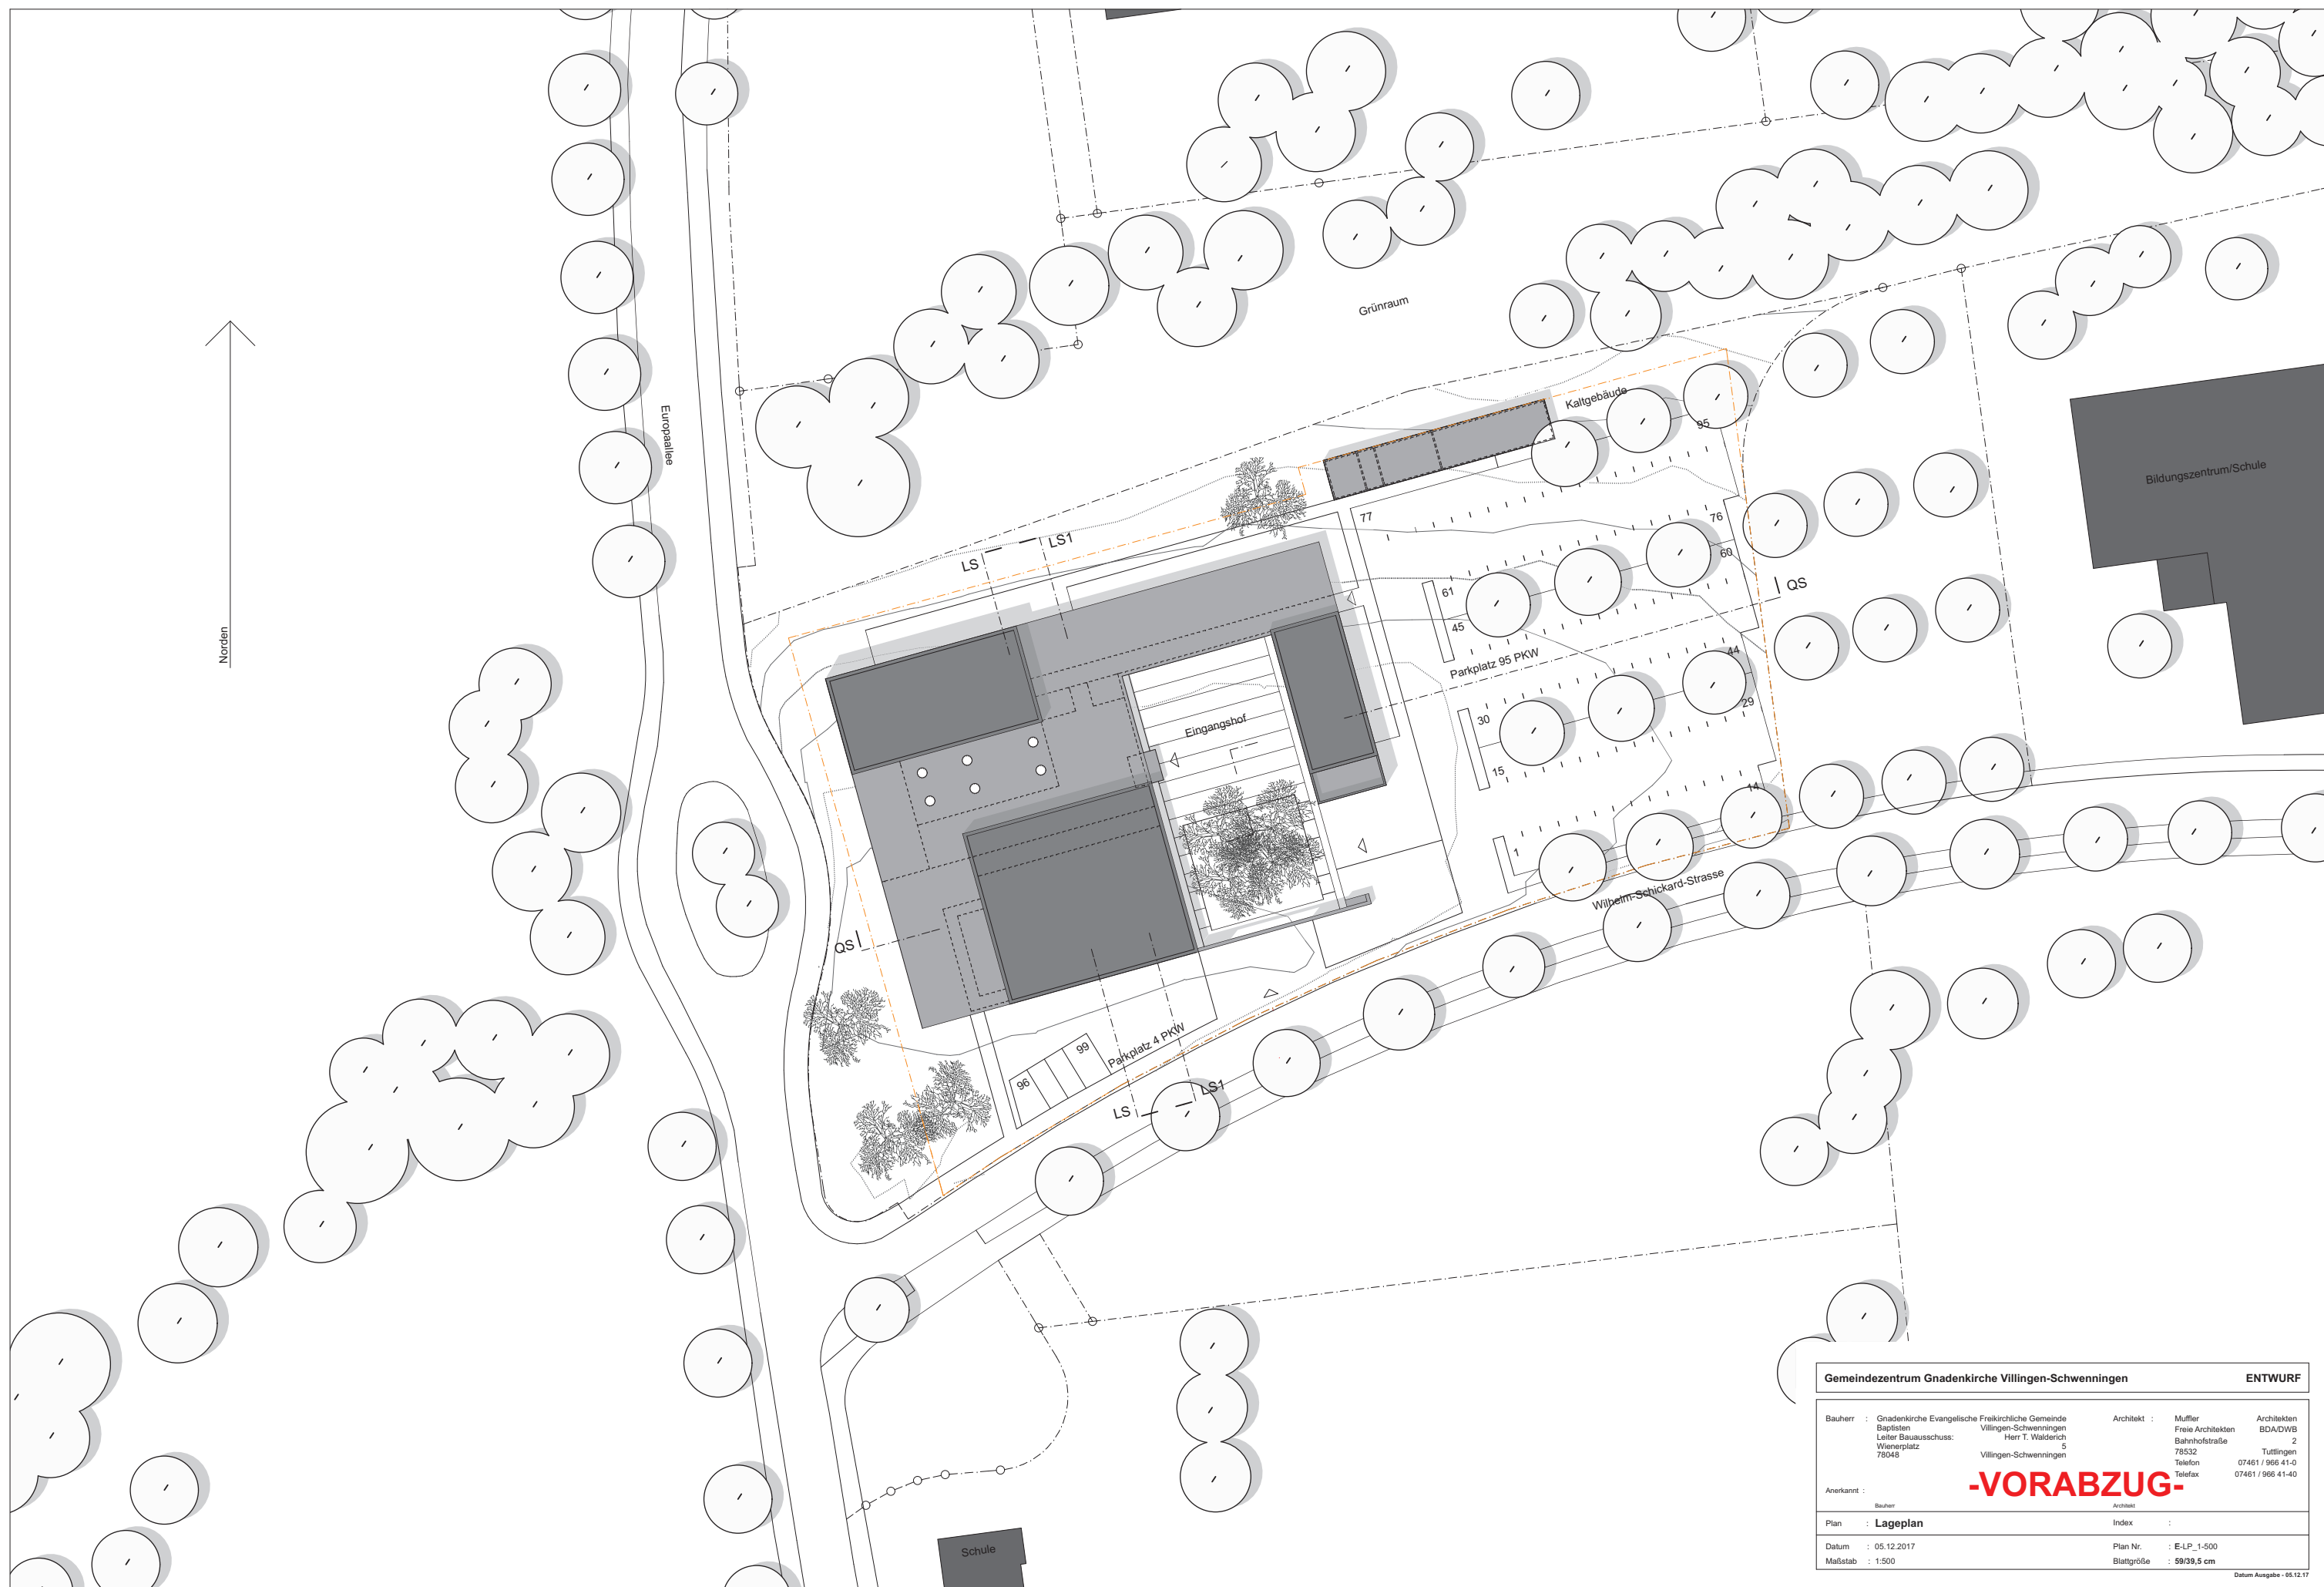 Grünraum
Kaltgebäude
Europaallee
Norden
95
Bildungszentrum/Schule
77
76
LS1
LS
60
QS
61
45
44
Parkplatz 95 PKW
29
30
Eingangshof
15
14
1
Wilhelm-Schickard-Strasse
QS
99
96
Parkplatz 4 PKW
LS
LS1
Schule
Gemeindezentrum Gnadenkirche Villingen-Schwenningen ENTWURF
Bauherr : Gnadenkirche Evangelische Freikirchliche Gemeinde
Baptisten Villingen-Schwenningen
Leiter Bauausschuss: Herr T. Walderich
Wienerplatz 5
78048 Villingen-Schwenningen
Architekt : Muffler Architekten
Freie Architekten BDA/DWB
Bahnhofstraße 2
78532 Tuttlingen
Telefon 07461 / 966 41-0
Telefax 07461 / 966 41-40
-VORABZUG-
Anerkannt :
Bauherr Architekt
Plan : Lageplan Index :
Datum : 05.12.2017 Plan Nr. : E-LP_1-500
Maßstab : 1:500 Blattgröße : 59/39,5 cm
Datum Ausgabe - 05.12.17